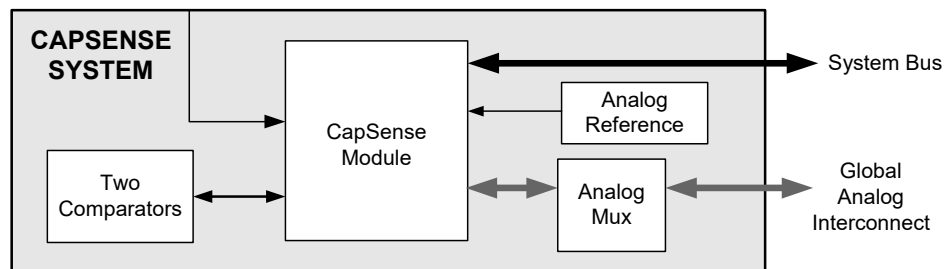 CAPSENSE
SYSTEM
CapSense
Module
Two
Comparators
Analog
Reference
Analog
Mux
System Bus
Global
Analog
Interconnect